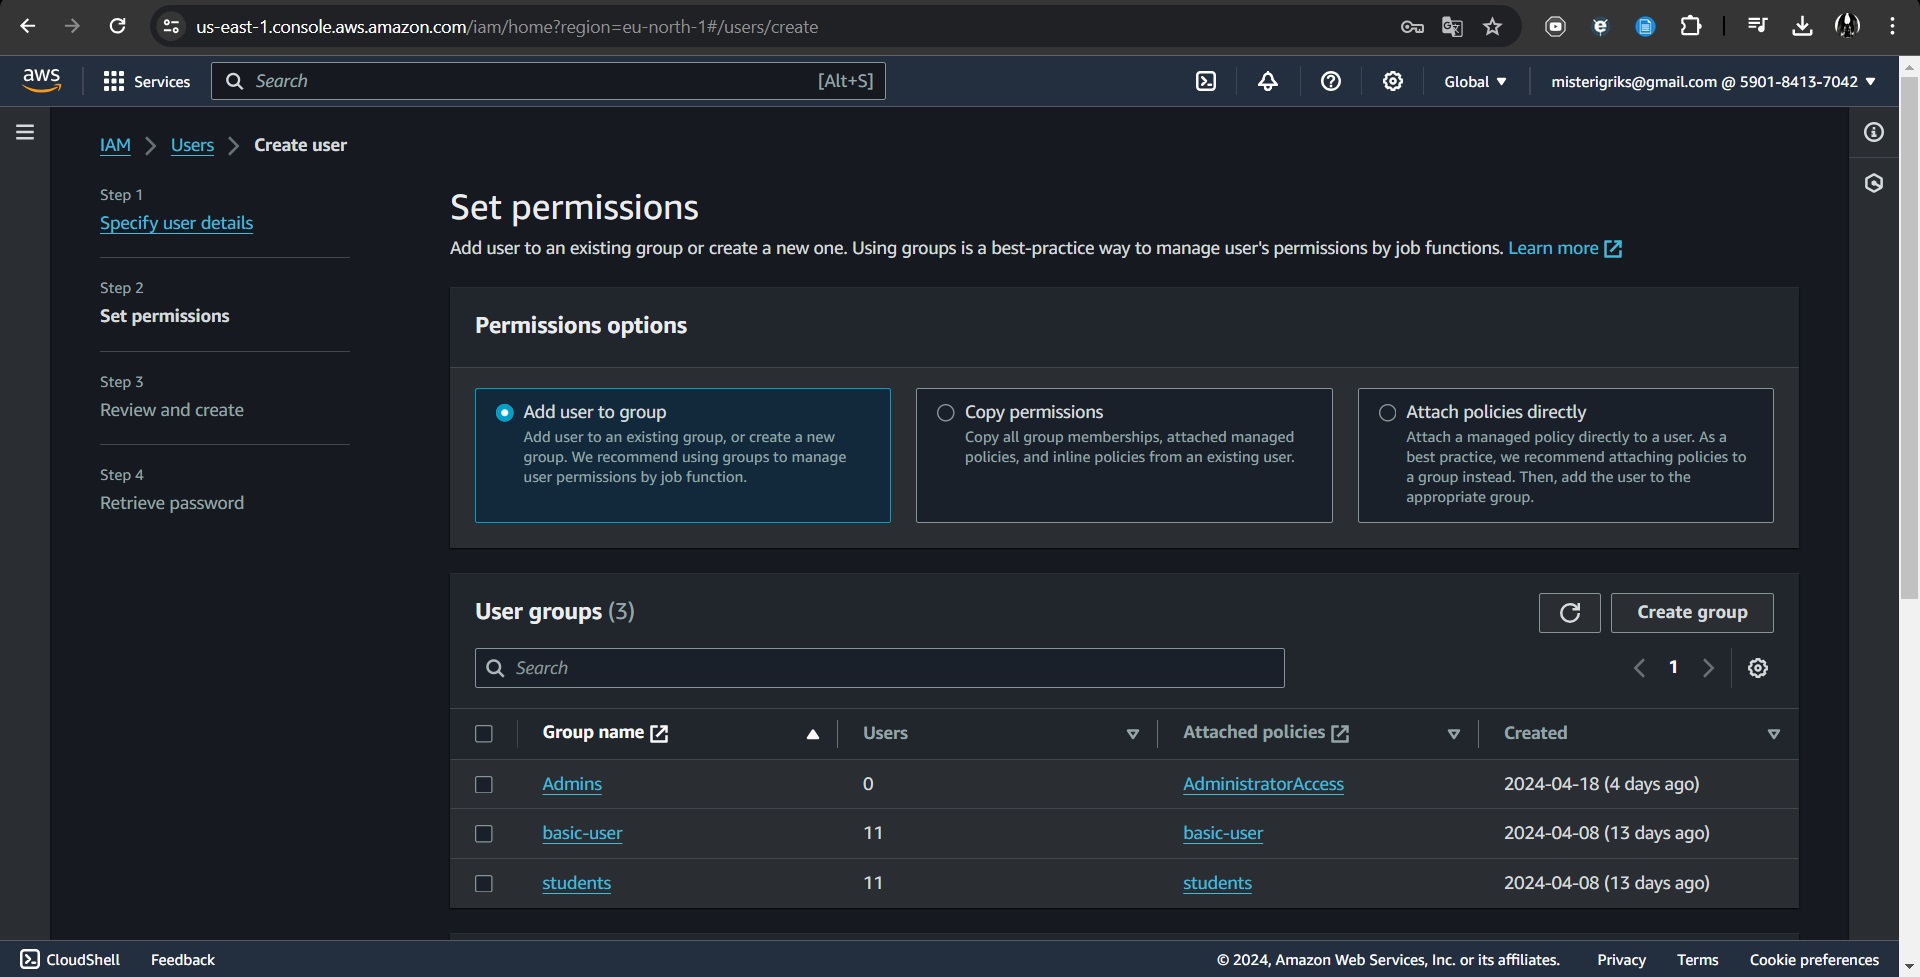 us-east-1.console.aws.amazon.com/iam/home?region=eu-north-1#/users/create
aws
Services
Search
[Alt+S]
Global
misterigriks@gmail.com @ 5901-8413-7042
IAM
Users
Create user
Step 1
Specify user details
Step 2
Set permissions
Step 3
Review and create
Step 4
Retrieve password
Set permissions
Add user to an existing group or create a new one. Using groups is a best-practice way to manage user's permissions by job functions. Learn more
Permissions options
Add user to group
Add user to an existing group, or create a new
group. We recommend using groups to manage
user permissions by job function.
Copy permissions
Copy all group memberships, attached managed
policies, and inline policies from an existing user.
Attach policies directly
Attach a managed policy directly to a user. As a
best practice, we recommend attaching policies to
a group instead. Then, add the user to the
appropriate group.
User groups (3)
Create group
Search
1
Group name
Users
Attached policies
Created
Admins
0
AdministratorAccess
2024-04-18 (4 days ago)
basic-user
11
basic-user
2024-04-08 (13 days ago)
students
11
students
2024-04-08 (13 days ago)
CloudShell
Feedback
© 2024, Amazon Web Services, Inc. or its affiliates.
Privacy
Terms
Cookie preferences